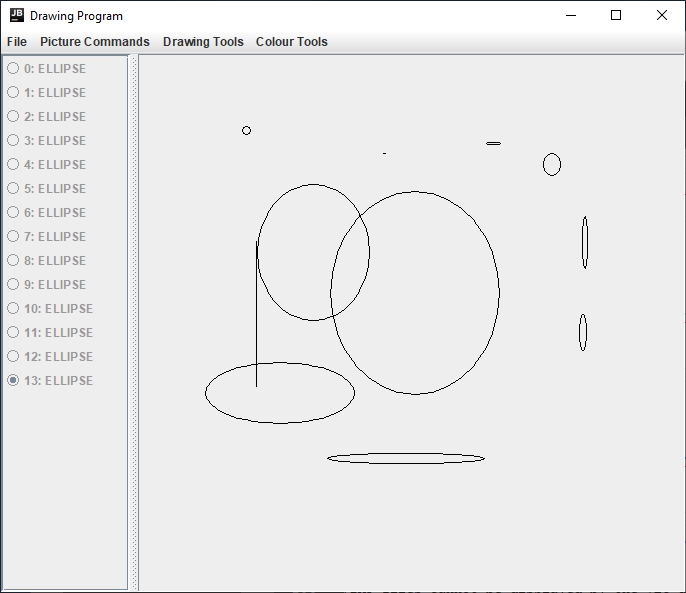 JB Drawing Program
File Picture Commands Drawing Tools Colour Tools
0: ELLIPSE
1: ELLIPSE
2: ELLIPSE
3: ELLIPSE
4: ELLIPSE
5: ELLIPSE
6: ELLIPSE
7: ELLIPSE
8: ELLIPSE
9: ELLIPSE
10: ELLIPSE
11: ELLIPSE
12: ELLIPSE
13: ELLIPSE